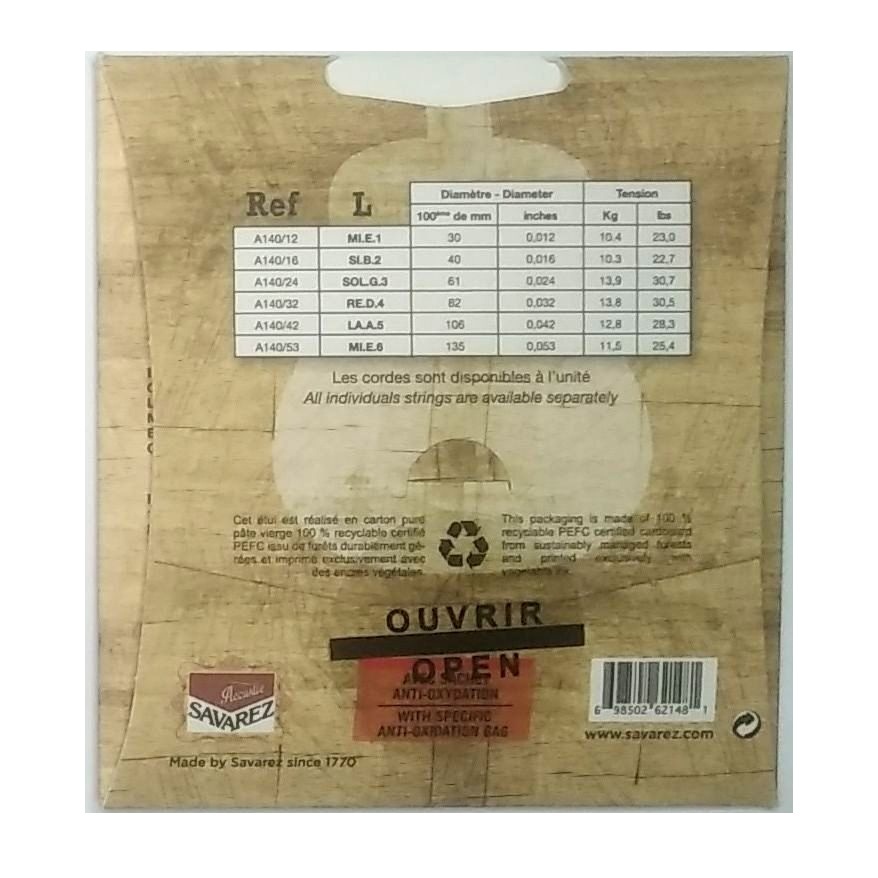 Diamètre - Diameter Tension
Ref L 100ème de mm inches Kg lbs
A140/12 MI.E.1 30 0,012 10.4 23,0
A140/16 SI.B.2 40 0,016 10.3 22,7
A140/24 SOL.G.3 61 0,024 13,9 30,7
A140/32 RE.D.4 82 0,032 13.8 30,5
A140/42 LA.A.5 106 0,042 12,8 28,3
A140/53 MI.E.6 135 0,053 11,5 25,4
Les cordes sont disponibles à l'unité
All individuals strings are available separately
Cet étui est réalisé en carton pure
pâte vierge 100 % recyclable certifié
PEFC issu de forêts durablement gé-
rées et imprimé exclusivement avec
des encres végétales.
This packaging is made of 100 %
recyclable PEFC certified cardboard
from sustainably managed forests
and printed exclusively with
vegetable ink.
OUVRIR
OPEN
AVEC SACHET
ANTI-OXYDATION
WITH SPECIFIC
ANTI-OXIDATION BAG
Acoustic
SAVAREZ
Made by Savarez since 1770
6 98502 62148 1
www.savarez.com